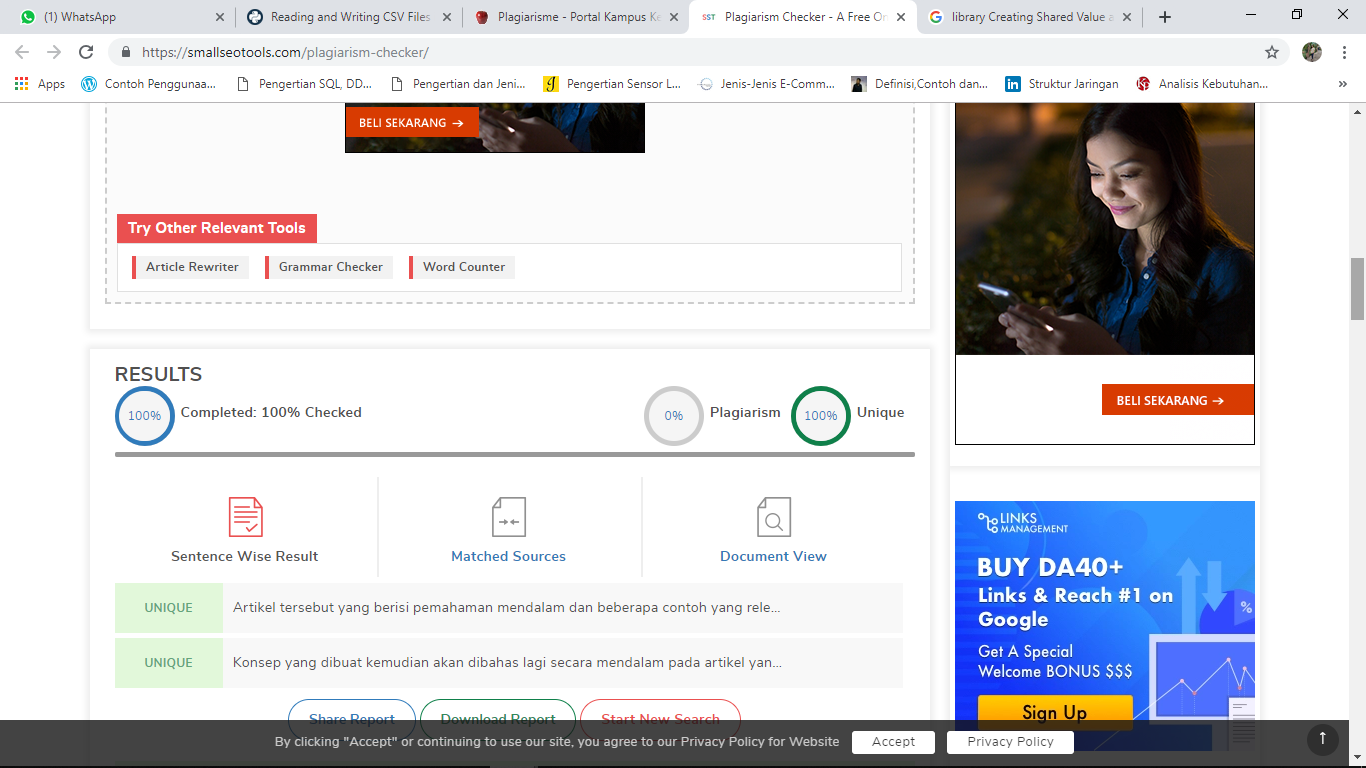 (1) WhatsApp
Reading and Writing CSV Files
Plagiarisme - Portal Kampus Ke
SST Plagiarism Checker - A Free On
library Creating Shared Value a
https://smallseotools.com/plagiarism-checker/
Apps
Contoh Penggunaa...
Pengertian SQL, DD...
Pengertian dan Jeni...
Pengertian Sensor L...
Jenis-Jenis E-Comm...
Definisi,Contoh dan...
Struktur Jaringan
Analisis Kebutuhan...
»
BELI SEKARANG →
Try Other Relevant Tools
Article Rewriter
Grammar Checker
Word Counter
RESULTS
100% Completed: 100% Checked
0% Plagiarism
100% Unique
Sentence Wise Result
Matched Sources
Document View
UNIQUE Artikel tersebut yang berisi pemahaman mendalam dan beberapa contoh yang rele...
UNIQUE Konsep yang dibuat kemudian akan dibahas lagi secara mendalam pada artikel yan...
Share Report
Download Report
Start New Search
By clicking "Accept" or continuing to use our site, you agree to our Privacy Policy for Website
Accept
Privacy Policy
BELI SEKARANG →
LINKS
MANAGEMENT
BUY DA40+
Links & Reach #1 on
Google
Get A Special
Welcome BONUS $$$
Sign Up
%